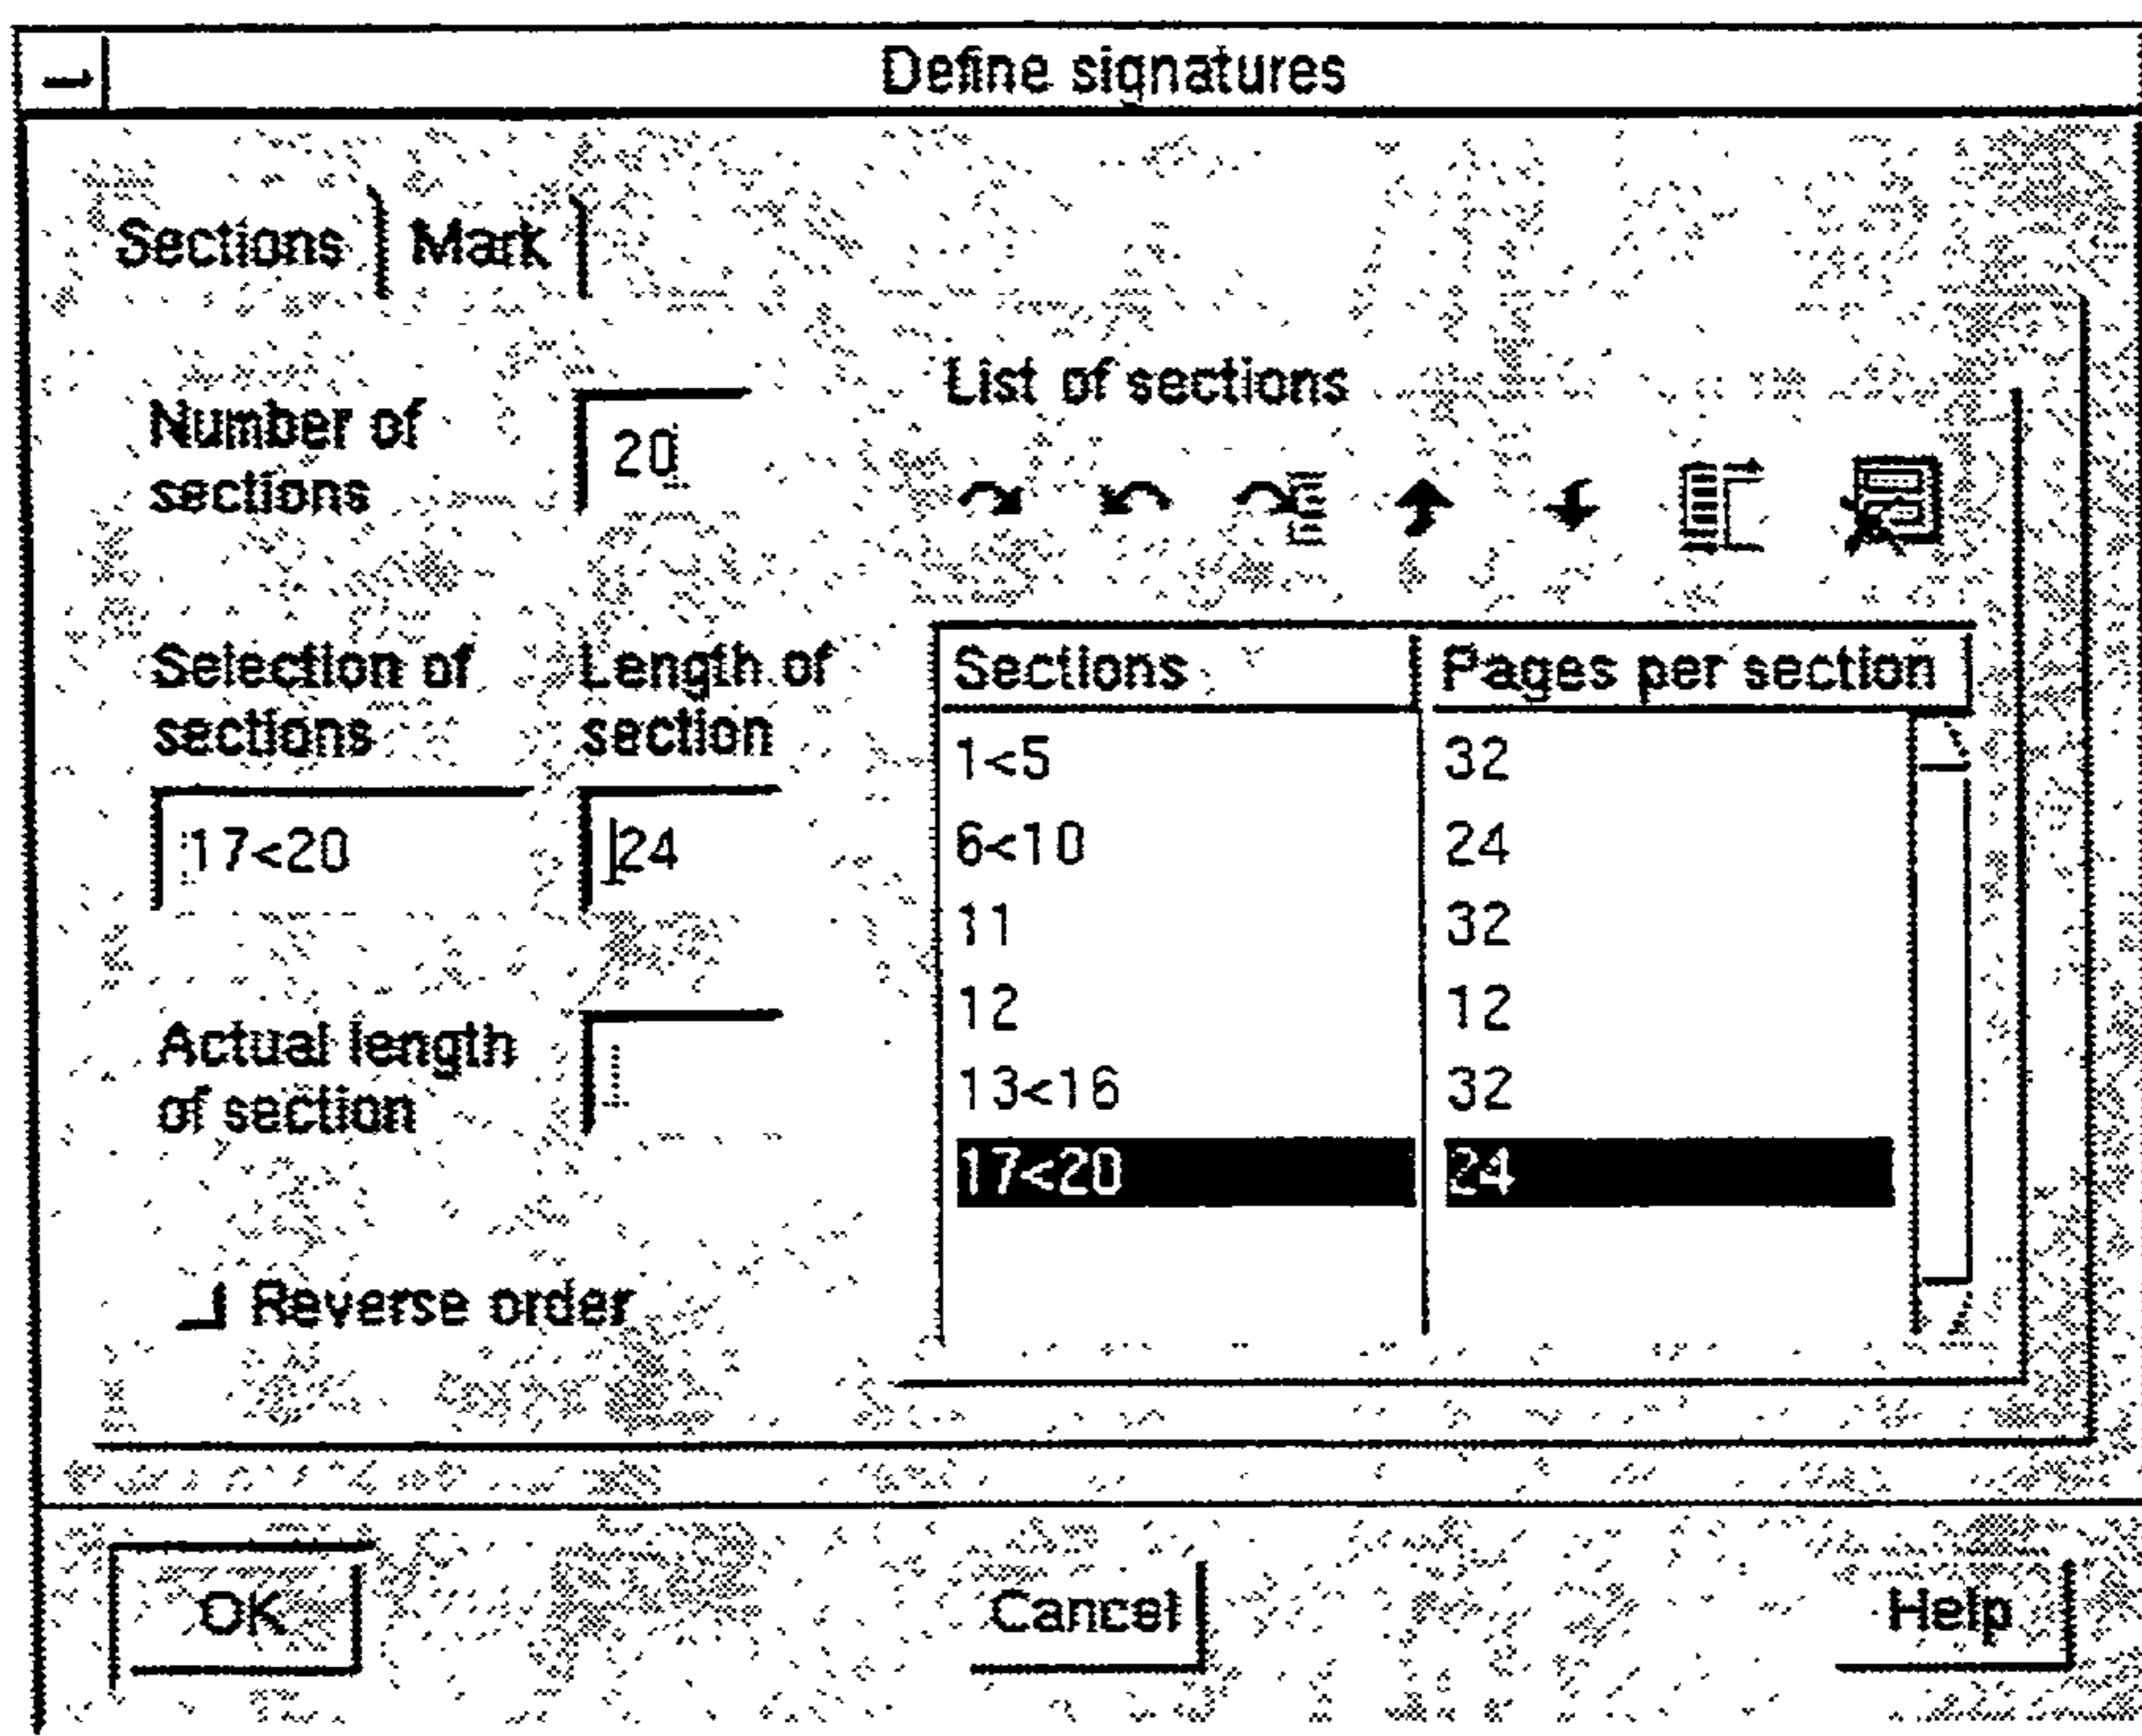 Define signatures
Sections Mark
Number of
sections
20
List of sections
Selection of
sections
Length of
section
17<20
24
Actual length
of section
Reverse order
Sections Pages per section
1<5 32
6<10 24
11 32
12 12
13<16 32
17<20 24
OK Cancel Help